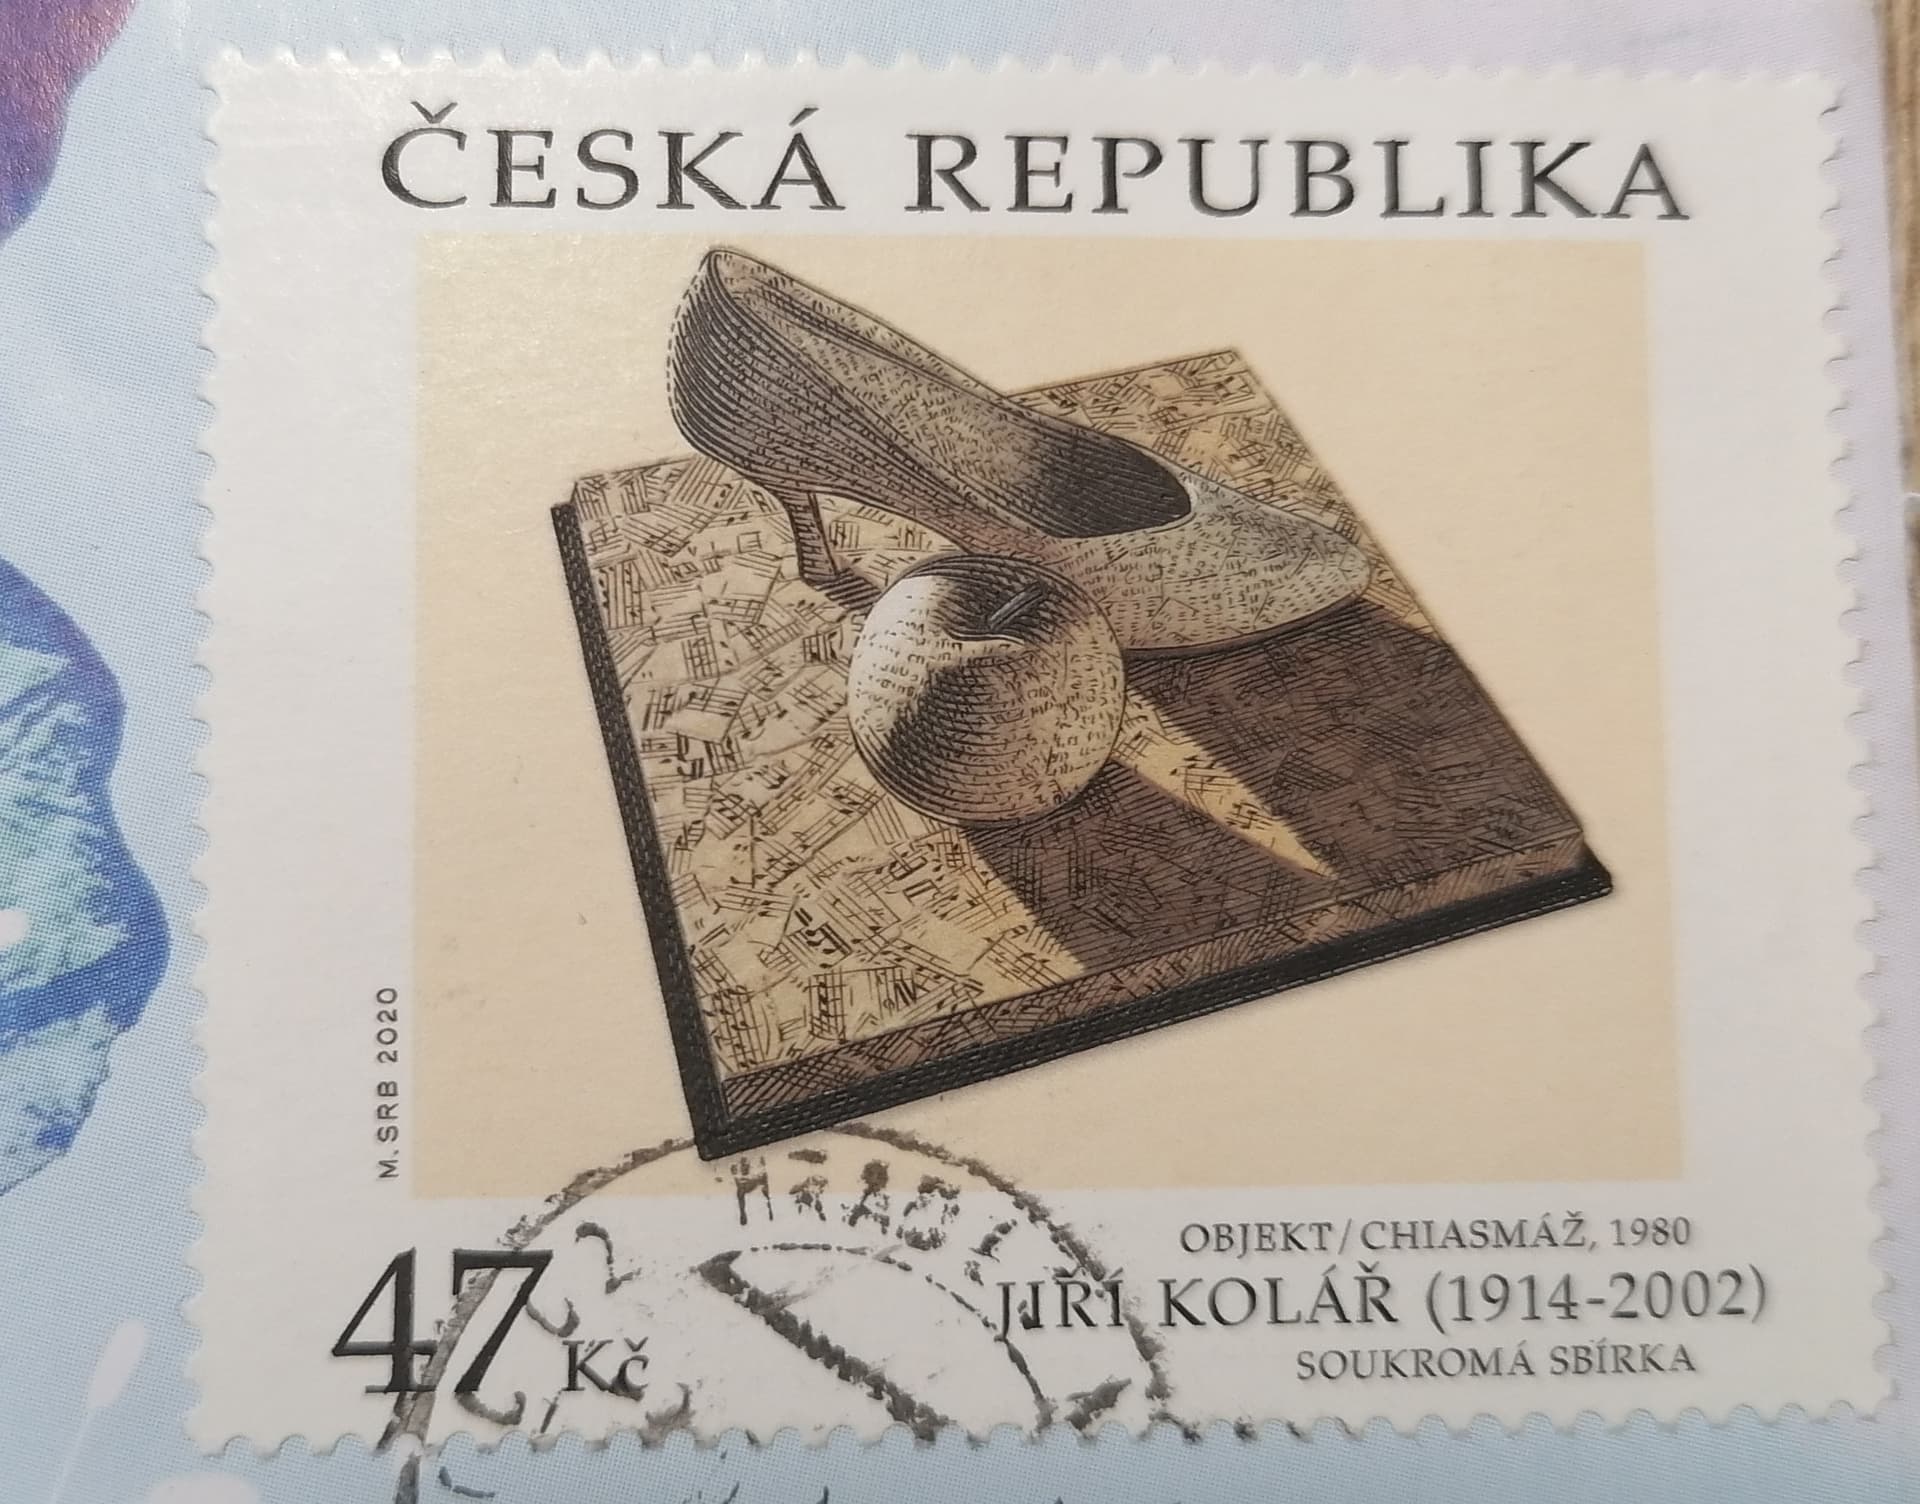 ČESKÁ REPUBLIKA
M. SRB 2020
OBJEKT/CHIASMÁŽ, 1980
JIŘÍ KOLÁŘ (1914-2002)
SOUKROMÁ SBÍRKA
47 Kč